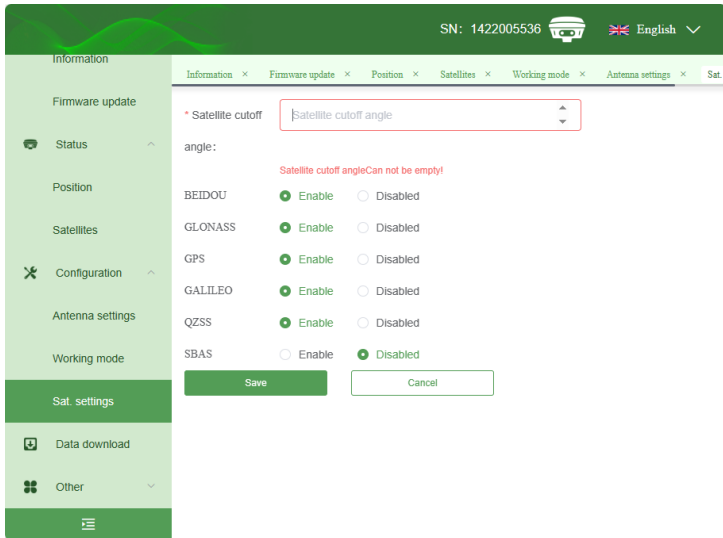 SN: 1422005536
English
Information
Firmware update
Status
Position
Satellites
Configuration
Antenna settings
Working mode
Sat. settings
Data download
Other
Information × Firmware update × Position × Satellites × Working mode × Antenna settings × Sat.
* Satellite cutoff angle:
Satellite cutoff angle
Satellite cutoff angleCan not be empty!
BEIDOU Enable Disabled
GLONASS Enable Disabled
GPS Enable Disabled
GALILEO Enable Disabled
QZSS Enable Disabled
SBAS Enable Disabled
Save Cancel